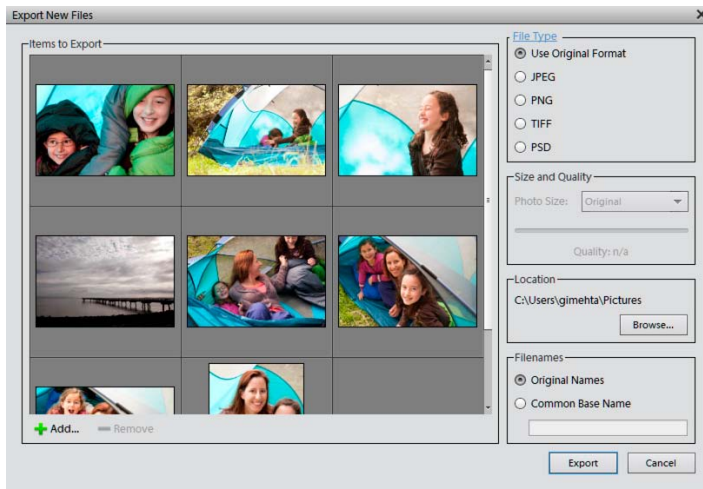 Export New Files
Items to Export
Add...
Remove
File Type
Use Original Format
JPEG
PNG
TIFF
PSD
Size and Quality
Photo Size: Original
Quality: n/a
Location
C:\Users\gimehta\Pictures
Browse...
Filenames
Original Names
Common Base Name
Export
Cancel